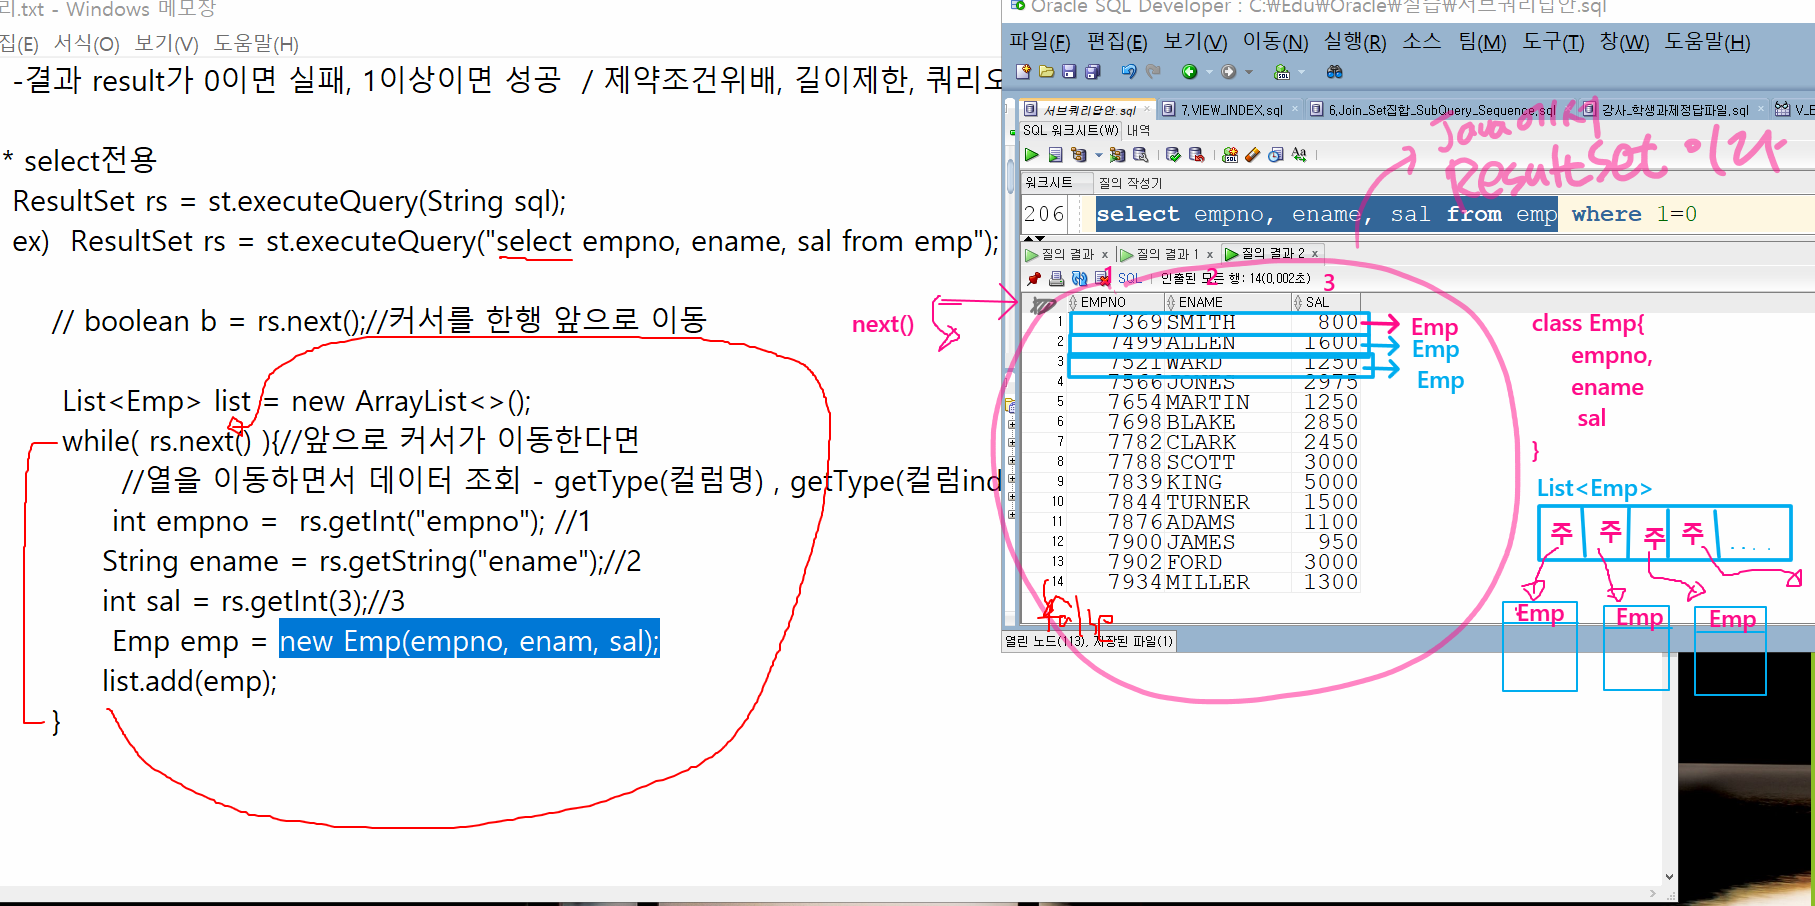 리.txt - Windows 메모장
집(E) 서식(O) 보기(V) 도움말(H)
-결과 result가 0이면 실패, 1이상이면 성공 / 제약조건위배, 길이제한, 쿼리오
* select전용
ResultSet rs = st.executeQuery(String sql);
ex) ResultSet rs = st.executeQuery("select empno, ename, sal from emp");
// boolean b = rs.next();//커서를 한행 앞으로 이동
List<Emp> list = new ArrayList<>();
while( rs.next() ){//앞으로 커서가 이동한다면
//열을 이동하면서 데이터 조회 - getType(컬럼명) , getType(컬럼ind
int empno = rs.getInt("empno"); //1
String ename = rs.getString("ename");//2
int sal = rs.getInt(3);//3
Emp emp = new Emp(empno, enam, sal);
list.add(emp);
}
next()
Oracle SQL Developer : C:\Edu\Oracle\실습\서브쿼리답안.sql
파일(F) 편집(E) 보기(V) 이동(N) 실행(R) 소스 팀(M) 도구(T) 창(W) 도움말(H)
서브쿼리답안.sql 7.VIEW_INDEX.sql 6.Join_Set집합_SubQuery_Sequence.sql 강사_학생과제정답파일.sql V_E
SQL 워크시트(W) 내역
Java에서
ResultSet 이다
워크시트 질의 작성기
206 select empno, ename, sal from emp where 1=0
질의 결과 x 질의 결과 1 x 질의 결과 2 x
SQL | 인출된 모든 행: 14(0,002초)
1 2 3
EMPNO ENAME SAL
1 7369 SMITH 800
2 7499 ALLEN 1600
3 7521 WARD 1250
4 7566 JONES 2975
5 7654 MARTIN 1250
6 7698 BLAKE 2850
7 7782 CLARK 2450
8 7788 SCOTT 3000
9 7839 KING 5000
10 7844 TURNER 1500
11 7876 ADAMS 1100
12 7900 JAMES 950
13 7902 FORD 3000
14 7934 MILLER 1300
false
Emp
Emp
Emp
class Emp{
empno,
ename
sal
}
List<Emp>
주 주 주 주 ....
Emp Emp Emp
열린 노드(113), 저장된 파일(1)